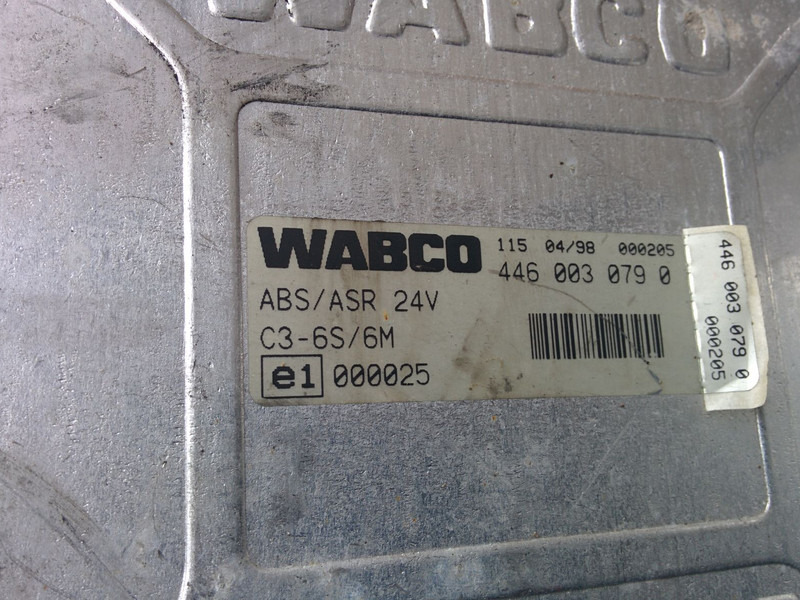 WABCO
WABCO
115 04/98 000205
446 003 079 0
ABS/ASR 24V
C3-6S/6M
e1 000025
446 003 079 0
000205